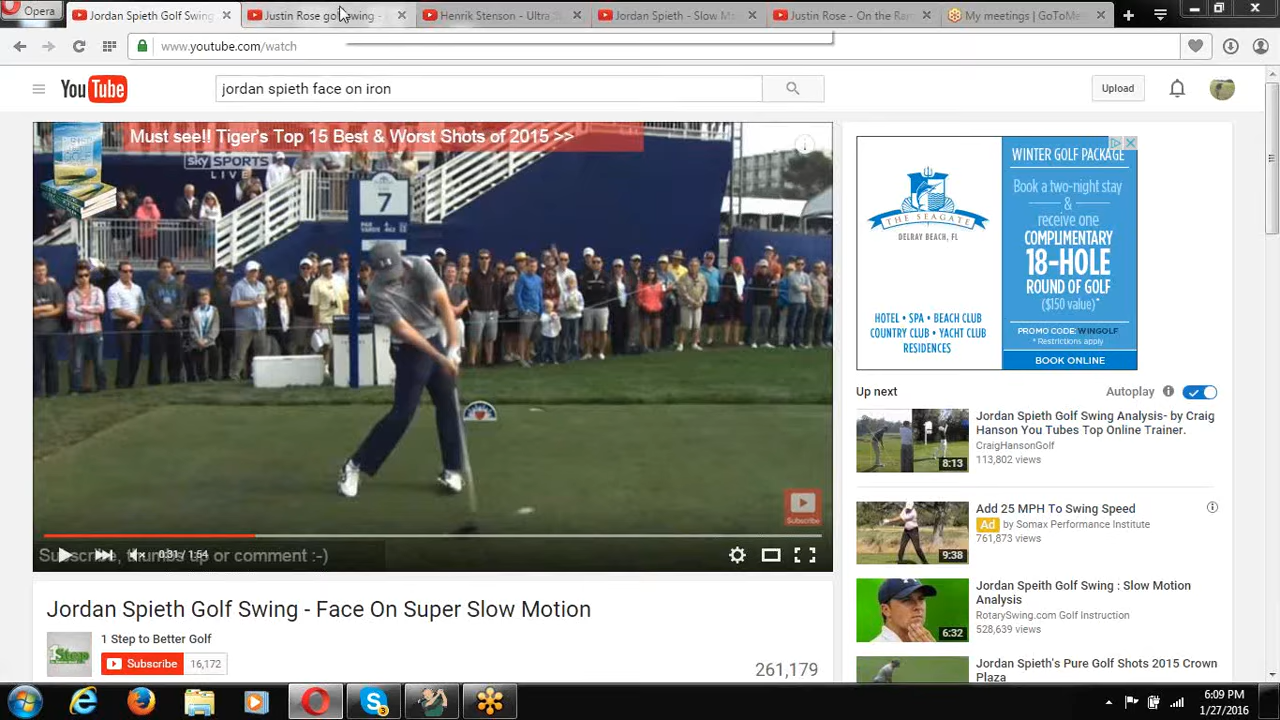 Opera
Jordan Spieth Golf Swing
Justin Rose golf swing -
Henrik Stenson - Ultra S
Jordan Spieth - Slow M
Justin Rose - On the Ran
My meetings | GoToMe
www.youtube.com/watch
YouTube
jordan spieth face on iron
Upload
Must see!! Tiger's Top 15 Best & Worst Shots of 2015 >>
sky SPORTS
LIVE
7
Subscribe
Subscribe, thumbs up or comment :-)
0:31 / 1:54
Jordan Spieth Golf Swing - Face On Super Slow Motion
1 Step to Better Golf
Subscribe 16,172
261,179
THE SEAGATE
DELRAY BEACH, FL
HOTEL • SPA • BEACH CLUB
COUNTRY CLUB • YACHT CLUB
RESIDENCES
WINTER GOLF PACKAGE
Book a two-night stay
&
receive one
COMPLIMENTARY
18-HOLE
ROUND OF GOLF
($150 value)*
PROMO CODE: WINGOLF
* Restrictions apply
BOOK ONLINE
Up next
Autoplay
Jordan Spieth Golf Swing Analysis- by Craig
Hanson You Tubes Top Online Trainer.
CraigHansonGolf
113,802 views
8:13
Add 25 MPH To Swing Speed
Ad by Somax Performance Institute
761,873 views
9:38
Jordan Speith Golf Swing : Slow Motion
Analysis
RotarySwing.com Golf Instruction
528,639 views
6:32
Jordan Spieth's Pure Golf Shots 2015 Crown
Plaza
3
6:09 PM
1/27/2016